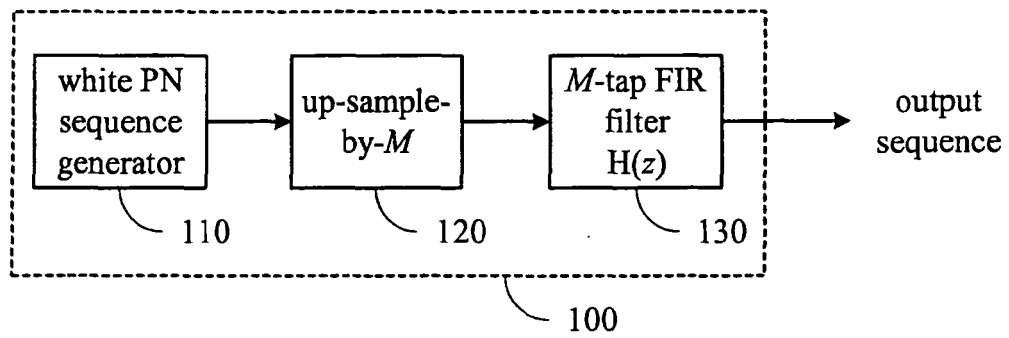 white PN
sequence
generator
up-sample-
by-M
M-tap FIR
filter
H(z)
output
sequence
110
120
130
100